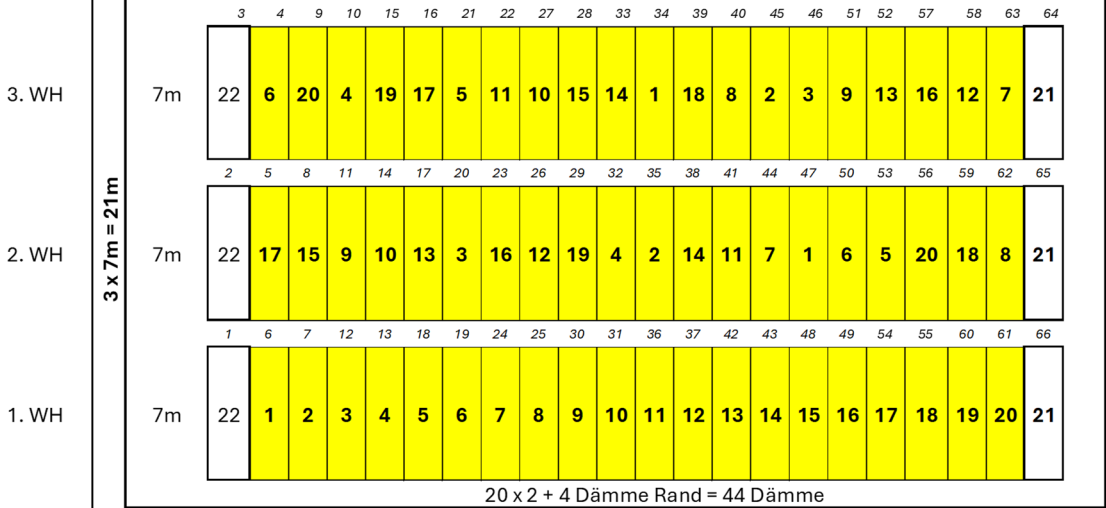 3 4 9 10 15 16 21 22 27 28 33 34 39 40 45 46 51 52 57 58 63 64
3. WH 7m 22 6 20 4 19 17 5 11 10 15 14 1 18 8 2 3 9 13 16 12 7 21
2 5 8 11 14 17 20 23 26 29 32 35 38 41 44 47 50 53 56 59 62 65
3 x 7m = 21m
2. WH 7m 22 17 15 9 10 13 3 16 12 19 4 2 14 11 7 1 6 5 20 18 8 21
1 6 7 12 13 18 19 24 25 30 31 36 37 42 43 48 49 54 55 60 61 66
1. WH 7m 22 1 2 3 4 5 6 7 8 9 10 11 12 13 14 15 16 17 18 19 20 21
20 x 2 + 4 Dämme Rand = 44 Dämme